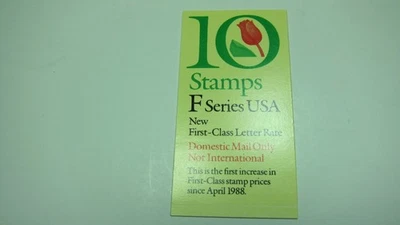 10
Stamps
F Series USA
New
First-Class Letter Rate
Domestic Mail Only
Not International
This is the first increase in
First-Class stamp prices
since April 1988.